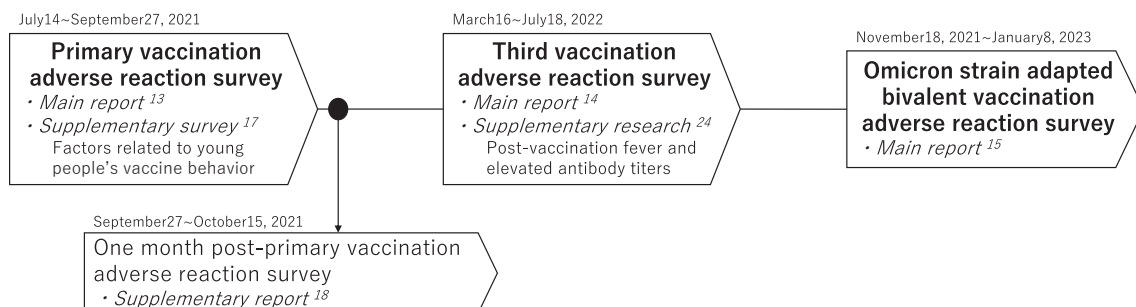 July14~September27, 2021
Primary vaccination
adverse reaction survey
・Main report 13
・Supplementary survey 17
Factors related to young
people's vaccine behavior
March16~July18, 2022
Third vaccination
adverse reaction survey
・Main report 14
・Supplementary research 24
Post-vaccination fever and
elevated antibody titers
November18, 2021~January8, 2023
Omicron strain adapted
bivalent vaccination
adverse reaction survey
・Main report 15
September27~October15, 2021
One month post-primary vaccination
adverse reaction survey
・Supplementary report 18